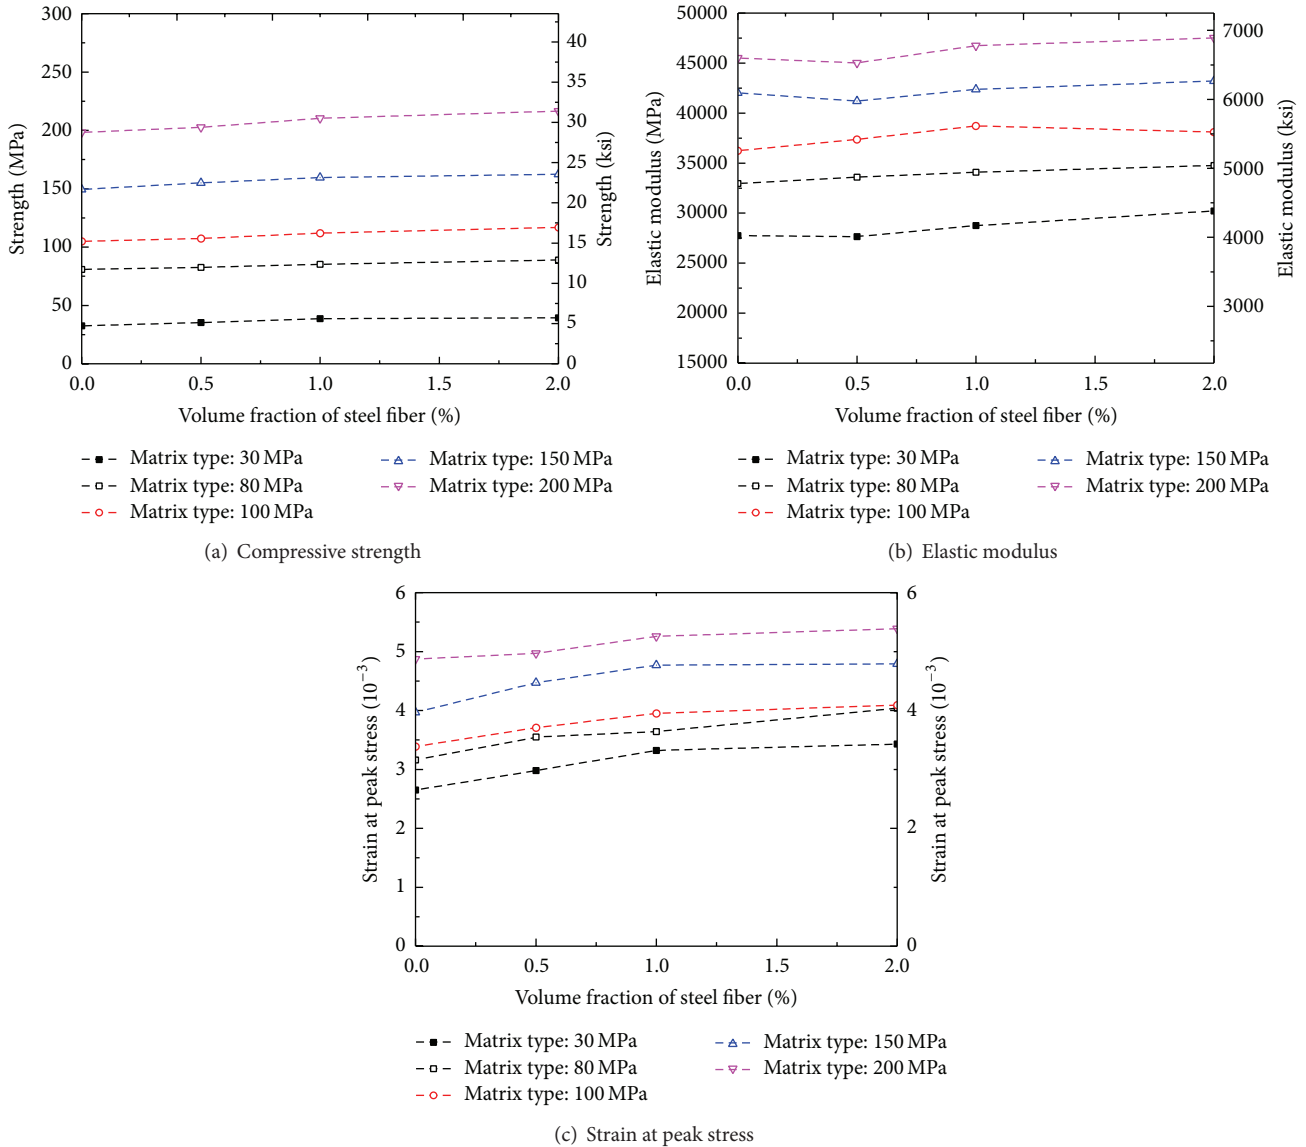 300
250
200
150
100
50
0
Strength (MPa)
40
35
30
25
20
15
10
5
0
Strength (ksi)
0.0 0.5 1.0 1.5 2.0
Volume fraction of steel fiber (%)
Matrix type: 30 MPa
Matrix type: 80 MPa
Matrix type: 100 MPa
Matrix type: 150 MPa
Matrix type: 200 MPa
(a) Compressive strength
50000
45000
40000
35000
30000
25000
20000
15000
Elastic modulus (MPa)
7000
6000
5000
4000
3000
Elastic modulus (ksi)
0.0 0.5 1.0 1.5 2.0
Volume fraction of steel fiber (%)
Matrix type: 30 MPa
Matrix type: 80 MPa
Matrix type: 100 MPa
Matrix type: 150 MPa
Matrix type: 200 MPa
(b) Elastic modulus
6
5
4
3
2
1
0
Strain at peak stress (10⁻³)
6
4
2
0
Strain at peak stress (10⁻³)
0.0 0.5 1.0 1.5 2.0
Volume fraction of steel fiber (%)
Matrix type: 30 MPa
Matrix type: 80 MPa
Matrix type: 100 MPa
Matrix type: 150 MPa
Matrix type: 200 MPa
(c) Strain at peak stress